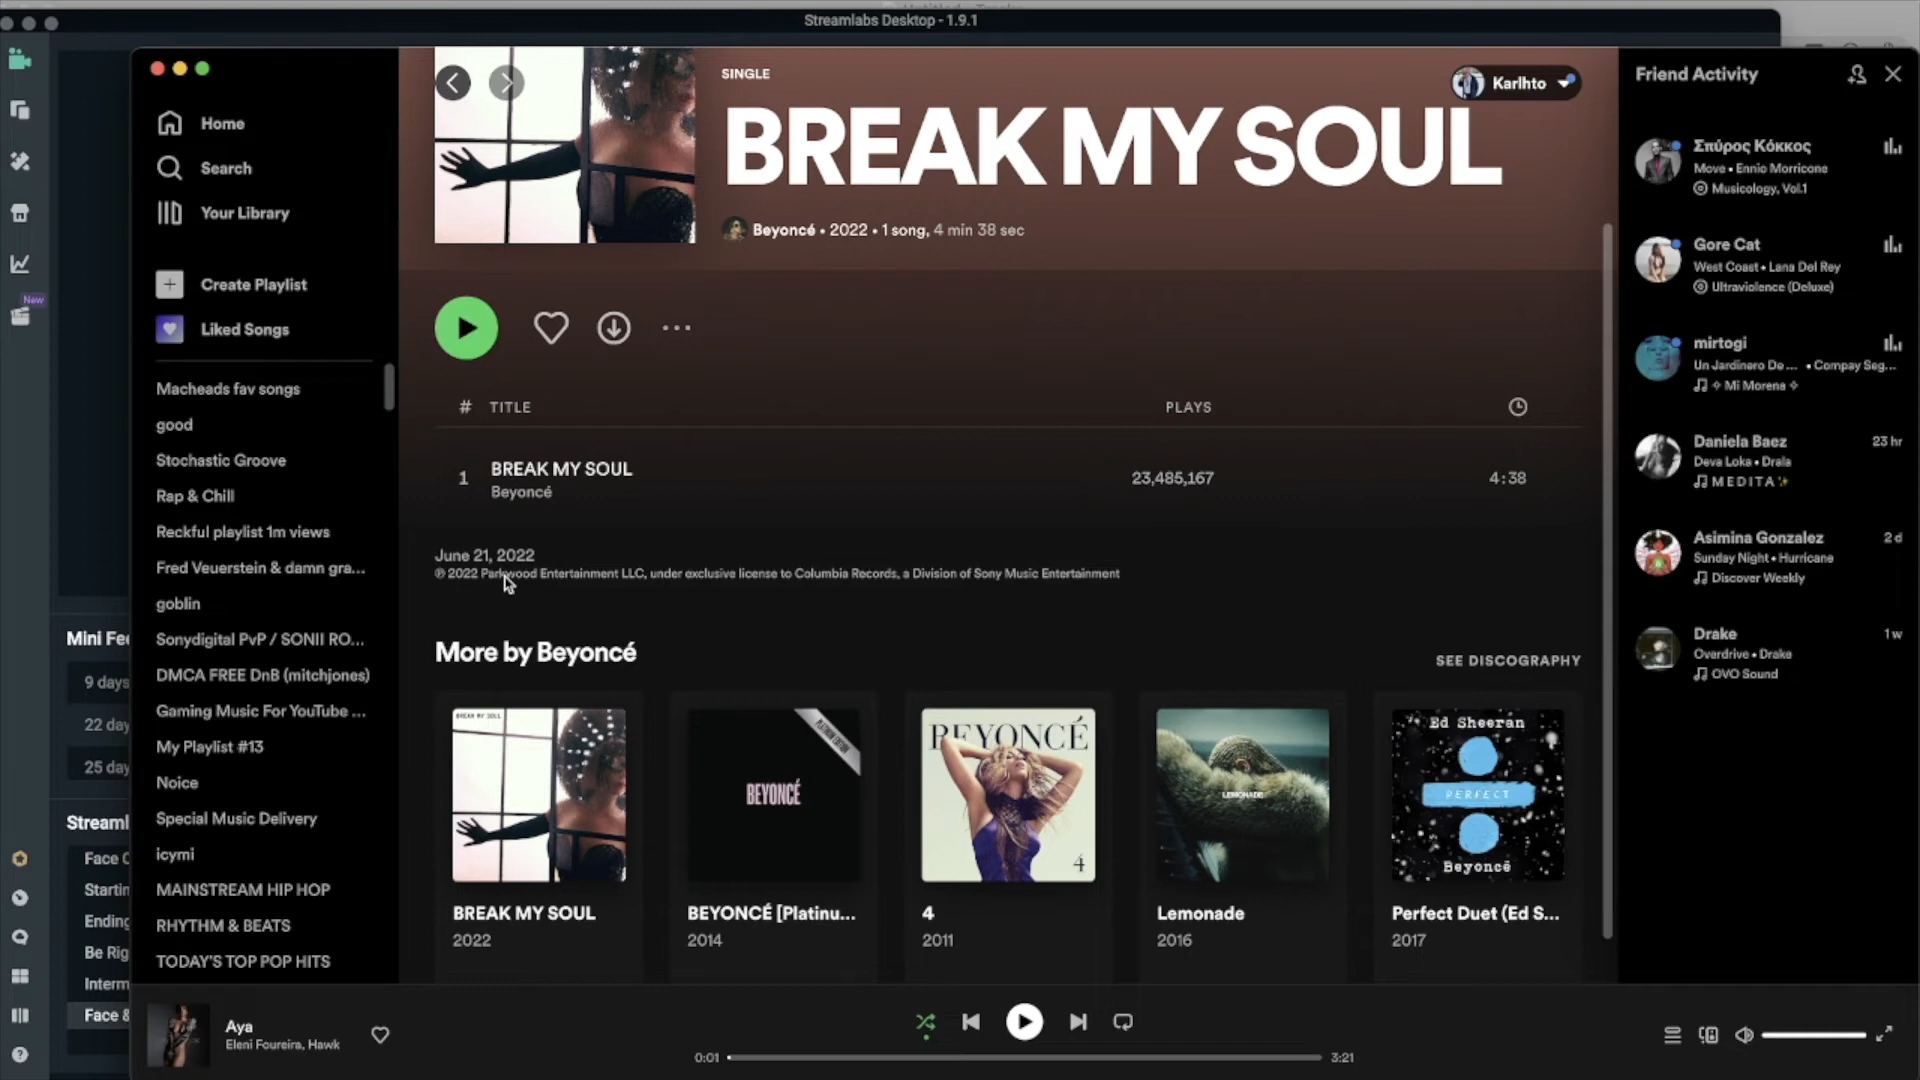 Streamlabs Desktop - 1.9.1
New
Mini Fee
9 days
22 day
25 day
Streaml
Face
Startin
Ending
Be Rig
Interm
Face &
Home
Search
Your Library
Create Playlist
Liked Songs
Macheads fav songs
good
Stochastic Groove
Rap & Chill
Reckful playlist 1m views
Fred Veuerstein & damn gra...
goblin
Sonydigital PvP / SONII RO...
DMCA FREE DnB (mitchjones)
Gaming Music For YouTube ...
My Playlist #13
Noice
Special Music Delivery
icymi
MAINSTREAM HIP HOP
RHYTHM & BEATS
TODAY'S TOP POP HITS
SINGLE
Karlhto
BREAK MY SOUL
Beyoncé • 2022 • 1 song, 4 min 38 sec
# TITLE PLAYS
1 BREAK MY SOUL 23,485,167 4:38
Beyoncé
June 21, 2022
℗ 2022 Parkwood Entertainment LLC, under exclusive license to Columbia Records, a Division of Sony Music Entertainment
More by Beyoncé
SEE DISCOGRAPHY
BREAK MY SOUL
PLATINUM EDITION
BEYONCÉ
BEYONCÉ
4
LEMONADE
Ed Sheeran
PERFECT
Beyoncé
BREAK MY SOUL
2022
BEYONCÉ [Platinu...
2014
4
2011
Lemonade
2016
Perfect Duet (Ed S...
2017
Friend Activity
Σπύρος Κόκκος
Move • Ennio Morricone
Musicology, Vol.1
Gore Cat
West Coast • Lana Del Rey
Ultraviolence (Deluxe)
mirtogi
Un Jardinero De ... • Compay Seg...
✧ Mi Morena ✧
Daniela Baez 23 hr
Deva Loka • Drala
M E D I T A ✨
Asimina Gonzalez 2 d
Sunday Night • Hurricane
Discover Weekly
Drake 1 w
Overdrive • Drake
OVO Sound
Aya
Eleni Foureira, Hawk
0:01 3:21